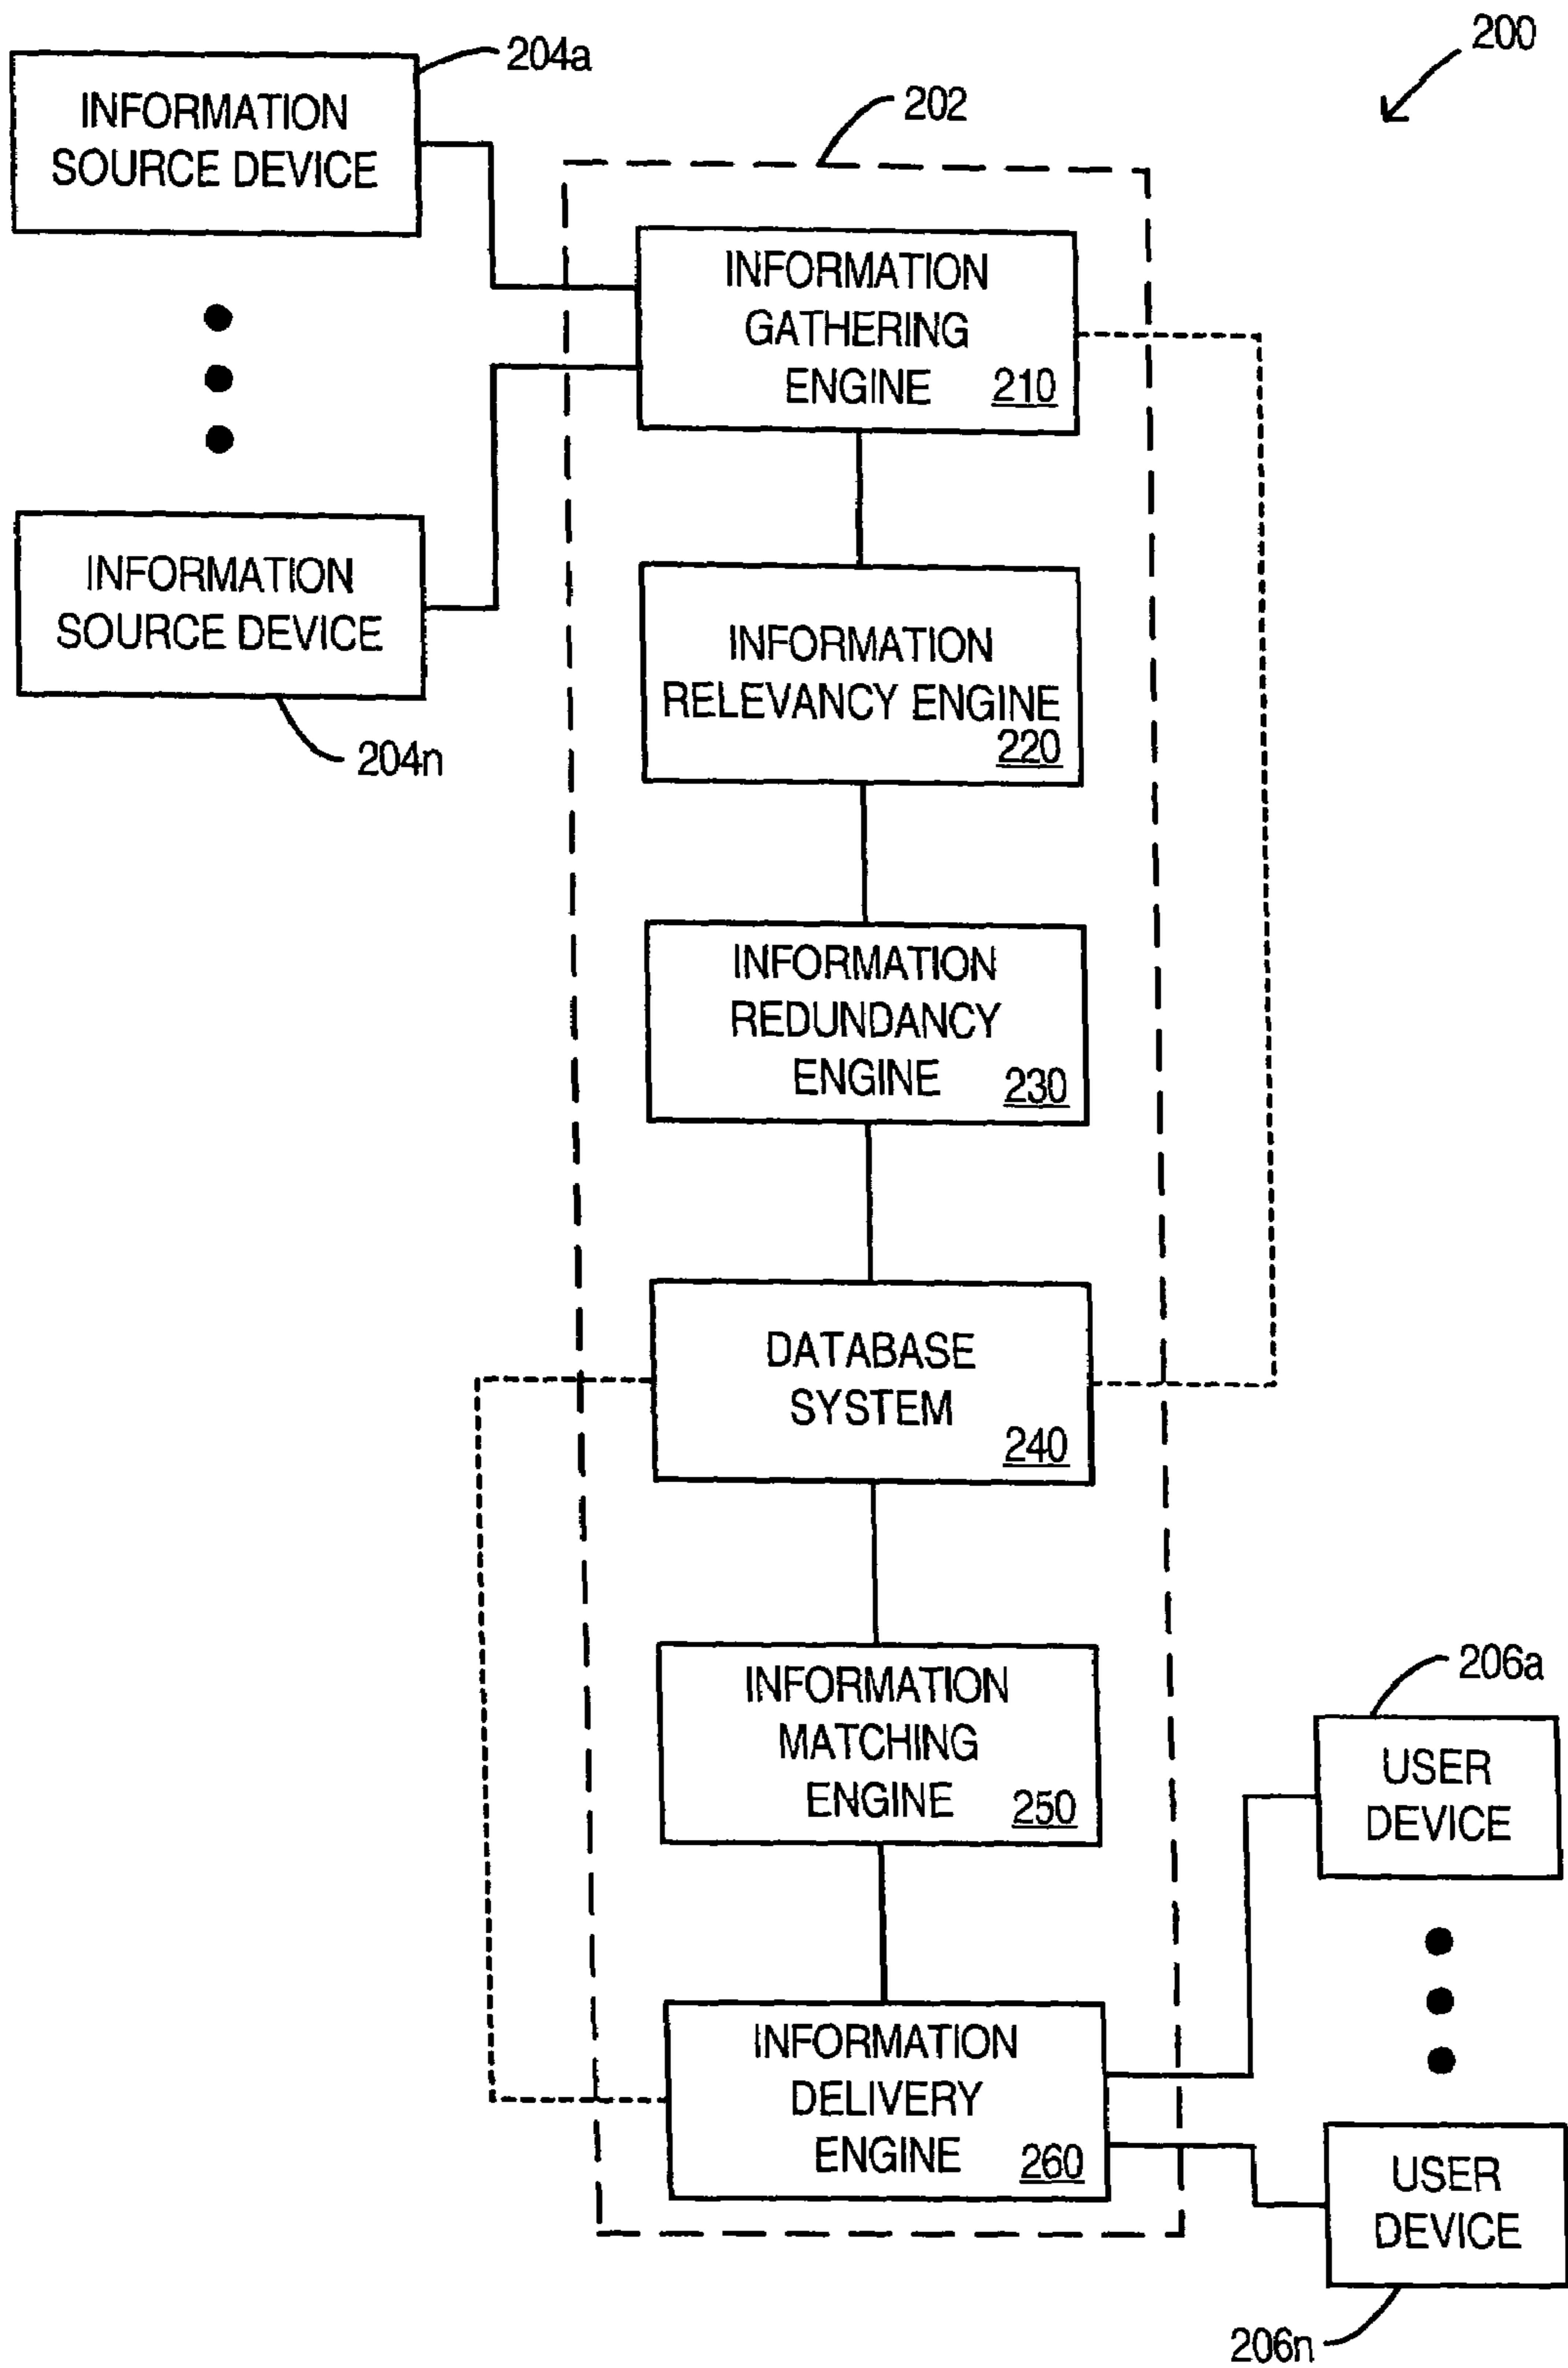 200
204a
INFORMATION
SOURCE DEVICE
202
INFORMATION
GATHERING
ENGINE 210
INFORMATION
SOURCE DEVICE
204n
INFORMATION
RELEVANCY ENGINE
220
INFORMATION
REDUNDANCY
ENGINE 230
DATABASE
SYSTEM
240
INFORMATION
MATCHING
ENGINE 250
206a
USER
DEVICE
INFORMATION
DELIVERY
ENGINE 260
USER
DEVICE
206n